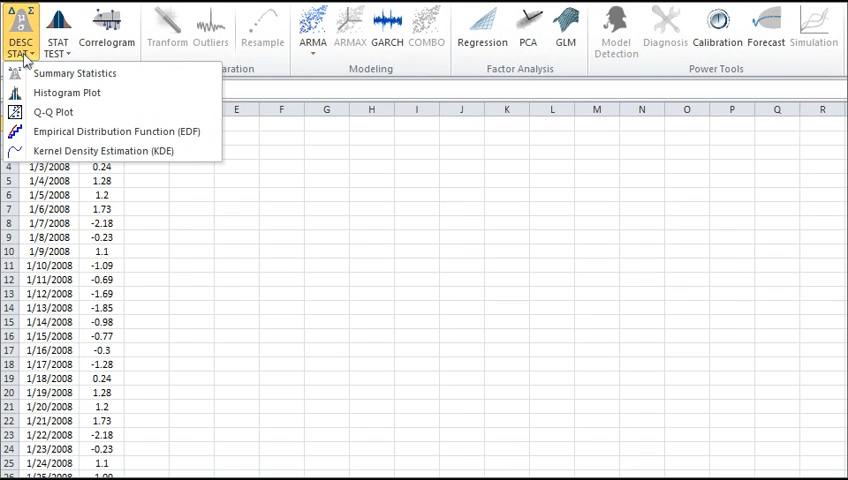 DESC STAT
STAT TEST
Correlogram
Tranform
Outliers
Resample
ARMA
ARMAX
GARCH
COMBO
Regression
PCA
GLM
Model Detection
Diagnosis
Calibration
Forecast
Simulation
aration
Modeling
Factor Analysis
Power Tools
Summary Statistics
Histogram Plot
Q-Q Plot
Empirical Distribution Function (EDF)
Kernel Density Estimation (KDE)
E F G H I J K L M N O P Q R
4 1/3/2008 0.24
5 1/4/2008 1.28
6 1/5/2008 1.2
7 1/6/2008 1.73
8 1/7/2008 -2.18
9 1/8/2008 -0.23
10 1/9/2008 1.1
11 1/10/2008 -1.09
12 1/11/2008 -0.69
13 1/12/2008 -1.69
14 1/13/2008 -1.85
15 1/14/2008 -0.98
16 1/15/2008 -0.77
17 1/16/2008 -0.3
18 1/17/2008 -1.28
19 1/18/2008 0.24
20 1/19/2008 1.28
21 1/20/2008 1.2
22 1/21/2008 1.73
23 1/22/2008 -2.18
24 1/23/2008 -0.23
25 1/24/2008 1.1
26 1/25/2008 -1.09